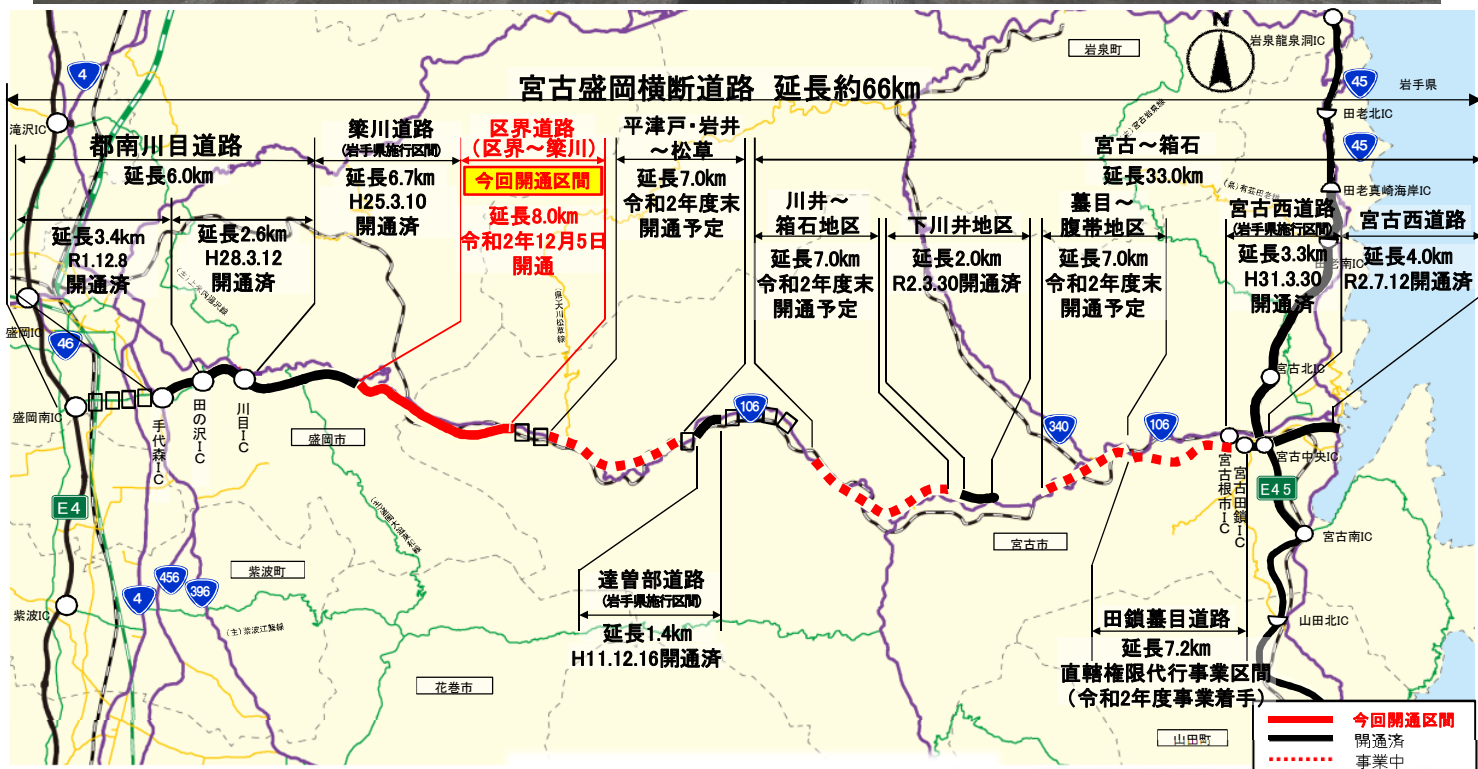 宮古盛岡横断道路 延長約66km
N
岩泉町
岩泉龍泉洞IC
4
45
岩手県
滝沢IC
田老北IC
45
都南川目道路
延長6.0km
築川道路
(岩手県施行区間)
延長6.7km
H25.3.10
開通済
区界道路
(区界～簗川)
今回開通区間
延長8.0km
令和2年12月5日
開通
平津戸・岩井
～松草
延長7.0km
令和2年度末
開通予定
宮古～箱石
延長33.0km
田老真崎海岸IC
延長3.4km
R1.12.8
開通済
延長2.6km
H28.3.12
開通済
川井～
箱石地区
延長7.0km
令和2年度末
開通予定
下川井地区
延長2.0km
R2.3.30開通済
蟇目～
腹帯地区
延長7.0km
令和2年度末
開通予定
宮古西道路
(岩手県施行区間)
延長3.3km
H31.3.30
開通済
宮古西道路
延長4.0km
R2.7.12開通済
盛岡IC
46
盛岡南IC
手代森IC
田の沢IC
川目IC
盛岡市
106
340
106
宮古北IC
宮古中央IC
宮古根市IC
宮古田鎖IC
E4
E45
宮古市
宮古南IC
紫波町
456
4
396
紫波IC
(主)紫波江繋線
達曽部道路
(岩手県施行区間)
延長1.4km
H11.12.16開通済
田鎖蟇目道路
延長7.2km
直轄権限代行事業区間
(令和2年度事業着手)
山田北IC
花巻市
山田町
今回開通区間
開通済
事業中